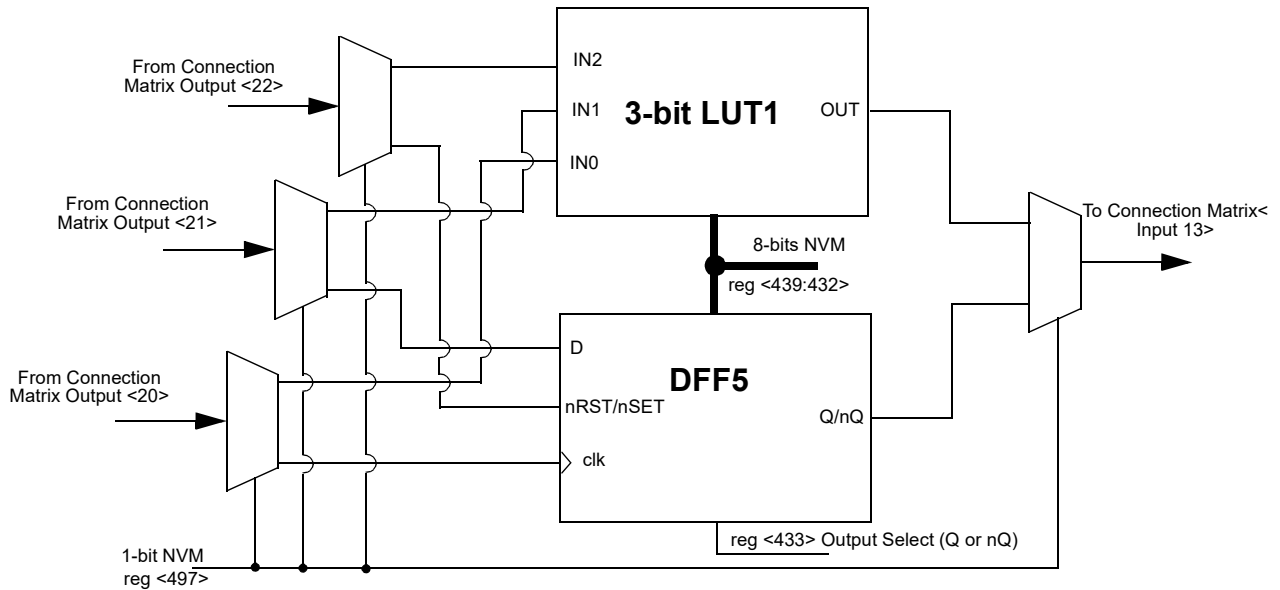 From Connection
Matrix Output <22>
IN2
IN1
3-bit LUT1
OUT
IN0
From Connection
Matrix Output <21>
To Connection Matrix<
Input 13>
8-bits NVM
reg <439:432>
D
DFF5
From Connection
Matrix Output <20>
nRST/nSET
Q/nQ
clk
reg <433> Output Select (Q or nQ)
1-bit NVM
reg <497>